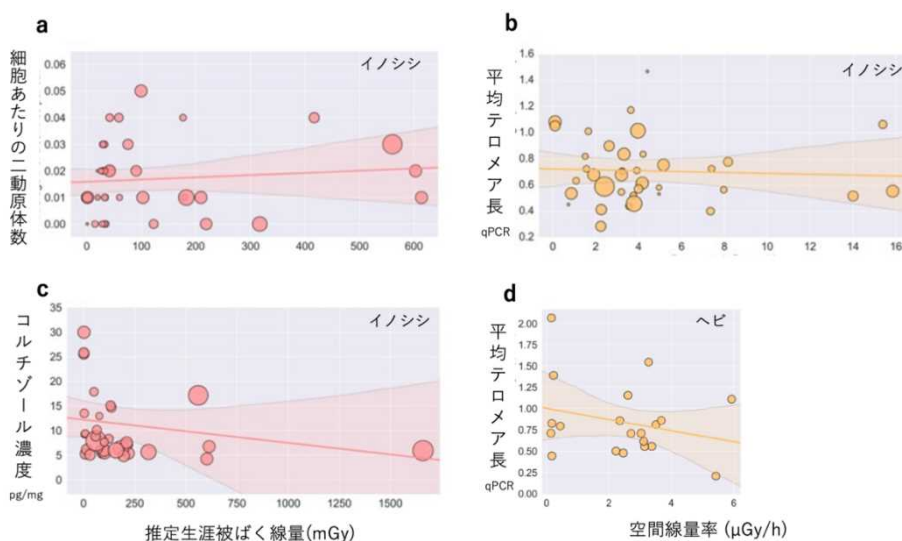 a
イノシシ
細胞あたりの二動原体数
0.06
0.05
0.04
0.03
0.02
0.01
0.00
0 100 200 300 400 500 600
b
イノシシ
平均テロメア長
qPCR
1.6
1.4
1.2
1.0
0.8
0.6
0.4
0.2
0 2 4 6 8 10 12 14 16
c
イノシシ
コルチゾール濃度
pg/mg
35
30
25
20
15
10
5
0
0 250 500 750 1000 1250 1500
推定生涯被ばく線量(mGy)
d
ヘビ
平均テロメア長
qPCR
2.00
1.75
1.50
1.25
1.00
0.75
0.50
0.25
0.00
0 2 4 6
空間線量率 (μGy/h)